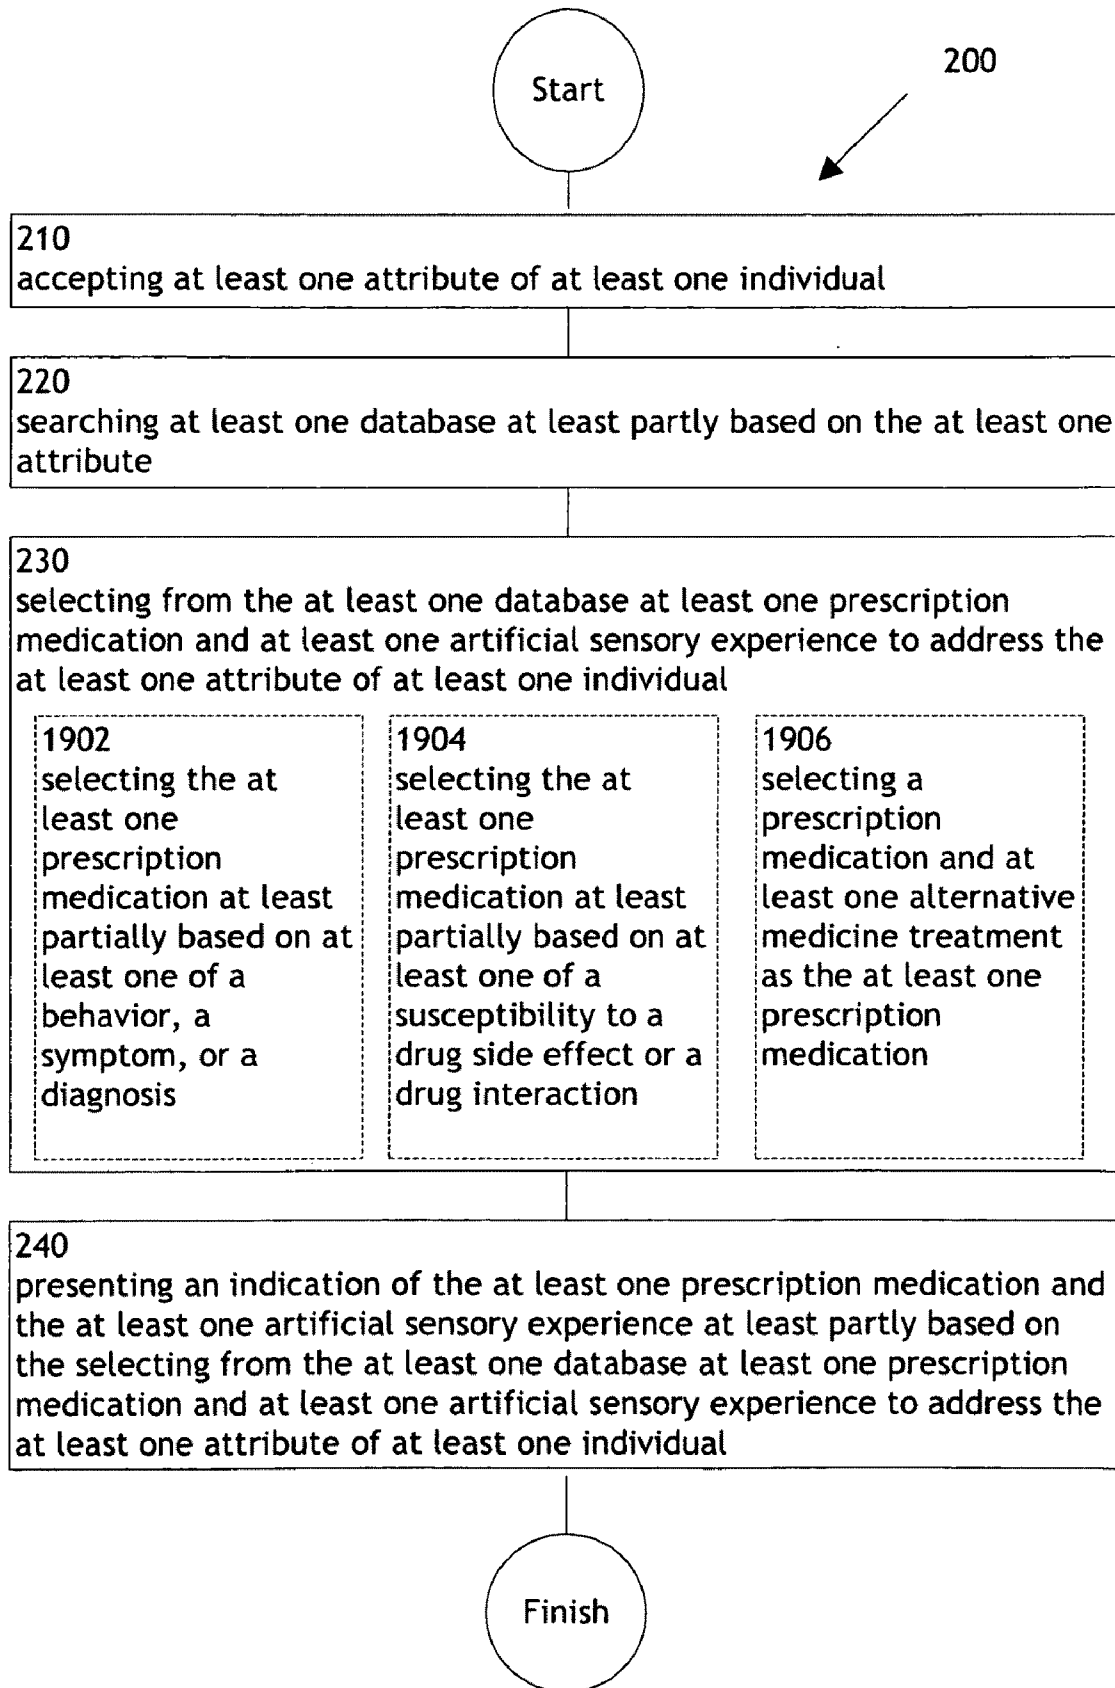 Start
200
210
accepting at least one attribute of at least one individual
220
searching at least one database at least partly based on the at least one
attribute
230
selecting from the at least one database at least one prescription
medication and at least one artificial sensory experience to address the
at least one attribute of at least one individual
1902
selecting the at
least one
prescription
medication at least
partially based on at
least one of a
behavior, a
symptom, or a
diagnosis
1904
selecting the at
least one
prescription
medication at least
partially based on at
least one of a
susceptibility to a
drug side effect or a
drug interaction
1906
selecting a
prescription
medication and at
least one alternative
medicine treatment
as the at least one
prescription
medication
240
presenting an indication of the at least one prescription medication and
the at least one artificial sensory experience at least partly based on
the selecting from the at least one database at least one prescription
medication and at least one artificial sensory experience to address the
at least one attribute of at least one individual
Finish